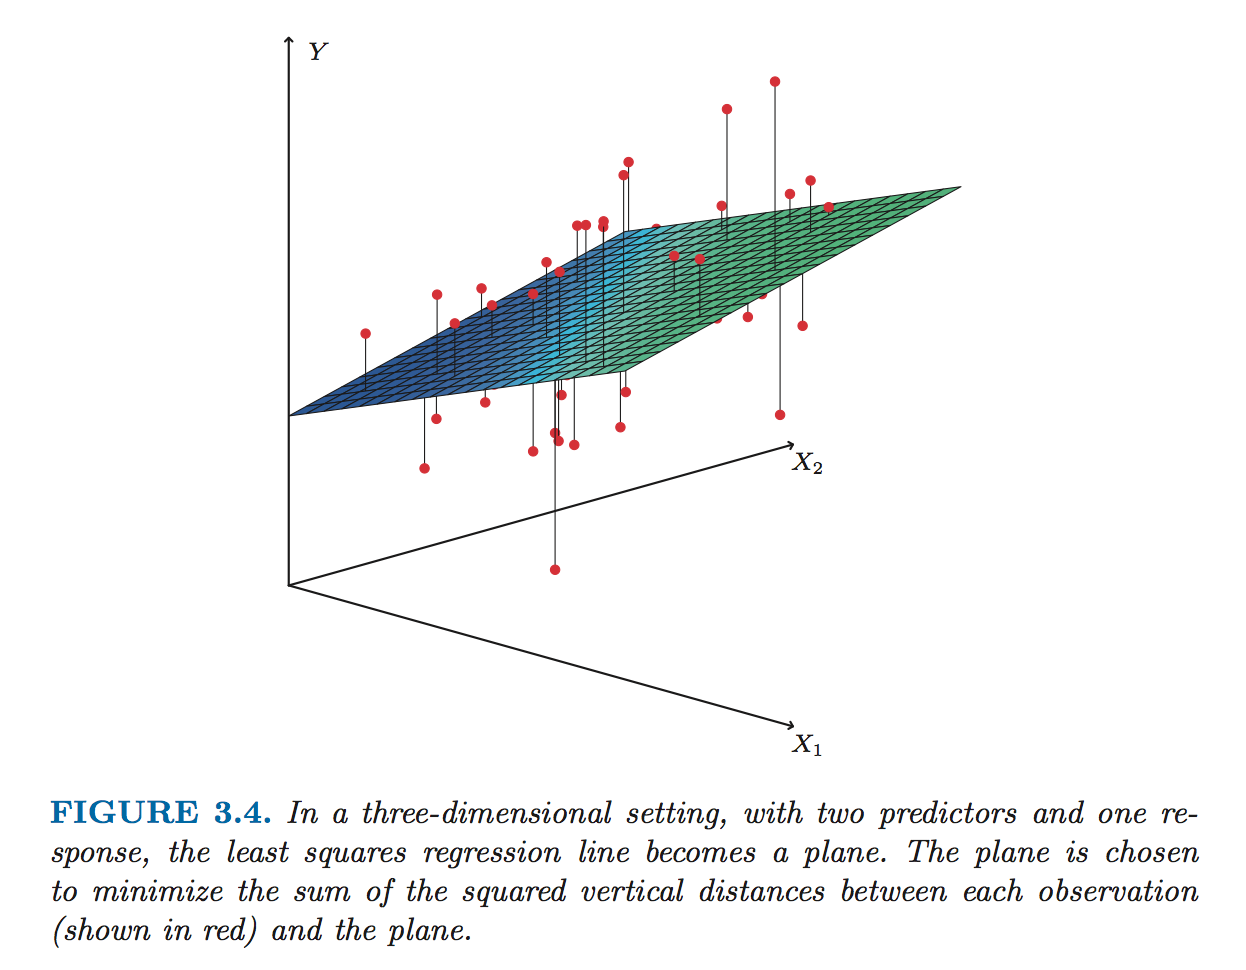 Y
X2
X1
FIGURE 3.4. In a three-dimensional setting, with two predictors and one re-
sponse, the least squares regression line becomes a plane. The plane is chosen
to minimize the sum of the squared vertical distances between each observation
(shown in red) and the plane.